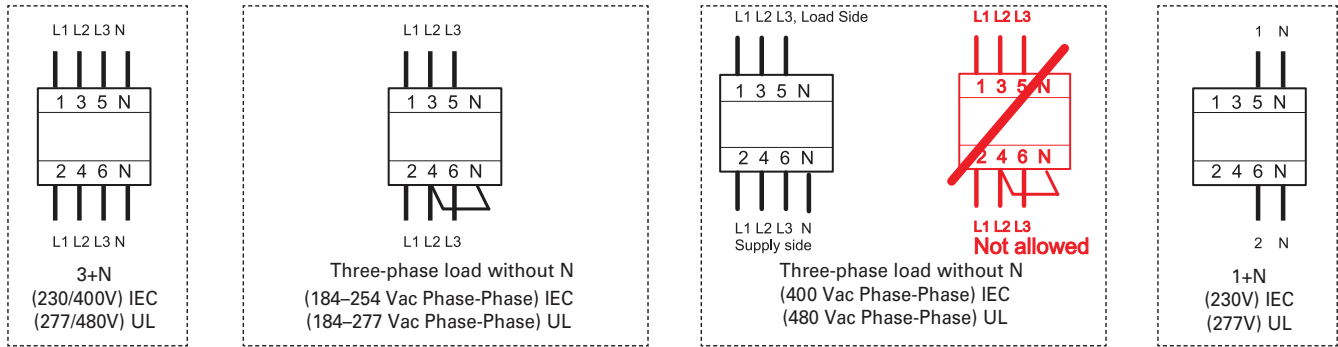 L1 L2 L3 N
1 3 5 N
2 4 6 N
L1 L2 L3 N
3+N
(230/400V) IEC
(277/480V) UL
L1 L2 L3
1 3 5 N
2 4 6 N
L1 L2 L3
Three-phase load without N
(184–254 Vac Phase-Phase) IEC
(184–277 Vac Phase-Phase) UL
L1 L2 L3, Load Side
1 3 5 N
2 4 6 N
L1 L2 L3 N
Supply side
L1 L2 L3
1 3 5 N
2 4 6 N
L1 L2 L3
Not allowed
Three-phase load without N
(400 Vac Phase-Phase) IEC
(480 Vac Phase-Phase) UL
1 N
1 3 5 N
2 4 6 N
2 N
1+N
(230V) IEC
(277V) UL